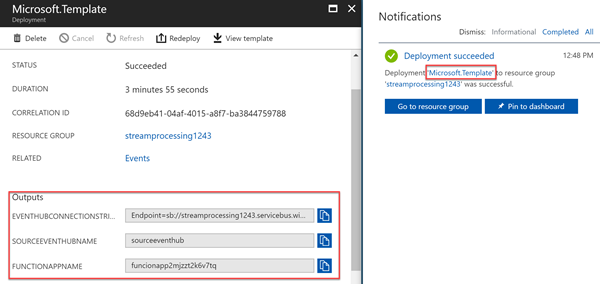 Microsoft.Template
Deployment
Delete Cancel Refresh Redeploy View template
STATUS Succeeded
DURATION 3 minutes 55 seconds
CORRELATION ID 68d9eb41-04af-4015-a8f7-ba3844759788
RESOURCE GROUP streamprocessing1243
RELATED Events
Outputs
EVENTHUBCONNECTIONSTRI... Endpoint=sb://streamprocessing1243.servicebus.wi...
SOURCEEVENTHUBNAME sourceeventhub
FUNCTIONAPPNAME funcionapp2mjzzt2k6v7tq
Notifications
Dismiss: Informational Completed All
Deployment succeeded 12:48 PM
Deployment 'Microsoft.Template' to resource group
'streamprocessing1243' was successful.
Go to resource group Pin to dashboard